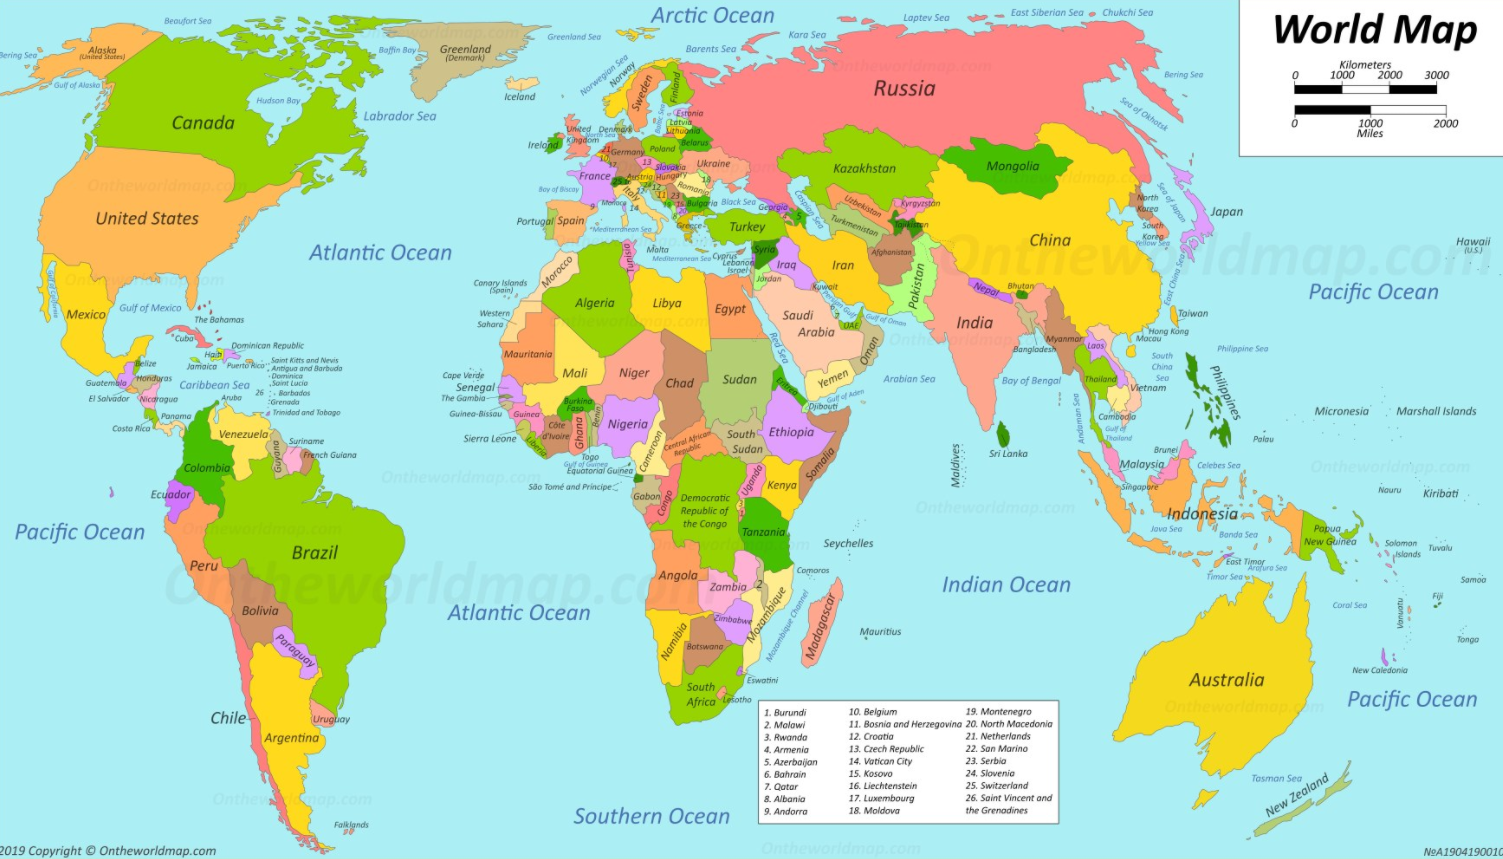 World Map
Kilometers
0 1000 2000 3000
0 1000 2000
Miles
Arctic Ocean
Beaufort Sea
Bering Sea
Alaska
(United States)
Gulf of Alaska
Baffin Bay
Greenland
(Denmark)
Greenland Sea
Iceland
Norwegian Sea
Barents Sea
Kara Sea
Laptev Sea
East Siberian Sea
Chukchi Sea
Bering Sea
Sea of Okhotsk
Hudson Bay
Labrador Sea
Canada
United States
Atlantic Ocean
Mexico
Gulf of Mexico
The Bahamas
Cuba
Haiti
Dominican Republic
Jamaica
Puerto Rico
Saint Kitts and Nevis
Antigua and Barbuda
Dominica
Saint Lucia
Barbados
Grenada
26
Trinidad and Tobago
Aruba
Caribbean Sea
Belize
Guatemala
Honduras
El Salvador
Nicaragua
Costa Rica
Panama
Venezuela
Colombia
Guyana
Suriname
French Guiana
Ecuador
Pacific Ocean
Peru
Brazil
Bolivia
Paraguay
Chile
Argentina
Uruguay
Falklands
Atlantic Ocean
Southern Ocean
Norway
Sweden
Finland
Estonia
Latvia
Lithuania
Belarus
Baltic Sea
North Sea
United
Kingdom
Ireland
Denmark
Germany
Poland
Ukraine
France
Slovakia
Austria
Hungary
Romania
Bulgaria
Italy
Monaco
Bay of Biscay
Portugal
Spain
Greece
Malta
Mediterranean Sea
Mediterranean Sea
Black Sea
Georgia
Caspian Sea
Turkey
Cyprus
Lebanon
Israel
Syria
Jordan
Iraq
Kuwait
Iran
Persian Gulf
Gulf of Oman
Saudi
Arabia
UAE
Oman
Yemen
Red Sea
Gulf of Aden
Russia
Kazakhstan
Uzbekistan
Turkmenistan
Kyrgyzstan
Tajikistan
Afghanistan
Pakistan
Mongolia
China
North
Korea
South
Korea
Sea of Japan
Yellow Sea
Japan
East China Sea
Taiwan
Hong Kong
Macau
India
Nepal
Bhutan
Bangladesh
Myanmar
Laos
Thailand
Vietnam
Cambodia
Gulf of
Thailand
South
China
Sea
Philippine Sea
Philippines
Arabian Sea
Bay of Bengal
Andaman Sea
Sri Lanka
Maldives
Brunei
Malaysia
Singapore
Indonesia
Celebes Sea
Java Sea
Banda Sea
East Timor
Timor Sea
Arafura Sea
Papua
New Guinea
Palau
Micronesia
Marshall Islands
Nauru
Kiribati
Solomon
Islands
Tuvalu
Samoa
Fiji
Vanuatu
Tonga
New Caledonia
Coral Sea
Hawaii
(U.S.)
Pacific Ocean
Pacific Ocean
Indian Ocean
Australia
Tasman Sea
New Zealand
Canary Islands
(Spain)
Morocco
Algeria
Tunisia
Libya
Egypt
Western
Sahara
Mauritania
Mali
Niger
Chad
Sudan
Eritrea
Djibouti
Cape Verde
Senegal
The Gambia
Guinea-Bissau
Guinea
Sierra Leone
Liberia
Côte
d'Ivoire
Burkina
Faso
Ghana
Togo
Benin
Nigeria
Gulf of Guinea
Equatorial Guinea
São Tomé and Príncipe
Cameroon
Central African
Republic
South
Sudan
Ethiopia
Somalia
Gabon
Congo
Democratic
Republic of
the Congo
Uganda
Kenya
Tanzania
Seychelles
Comoros
Angola
Zambia
2
Mozambique
Mozambique Channel
Madagascar
Mauritius
Zimbabwe
Namibia
Botswana
South
Africa
Eswatini
Lesotho
1. Burundi
2. Malawi
3. Rwanda
4. Armenia
5. Azerbaijan
6. Bahrain
7. Qatar
8. Albania
9. Andorra
10. Belgium
11. Bosnia and Herzegovina
12. Croatia
13. Czech Republic
14. Vatican City
15. Kosovo
16. Liechtenstein
17. Luxembourg
18. Moldova
19. Montenegro
20. North Macedonia
21. Netherlands
22. San Marino
23. Serbia
24. Slovenia
25. Switzerland
26. Saint Vincent and
the Grenadines
2019 Copyright © Ontheworldmap.com
№A1904190010
Ontheworldmap.com